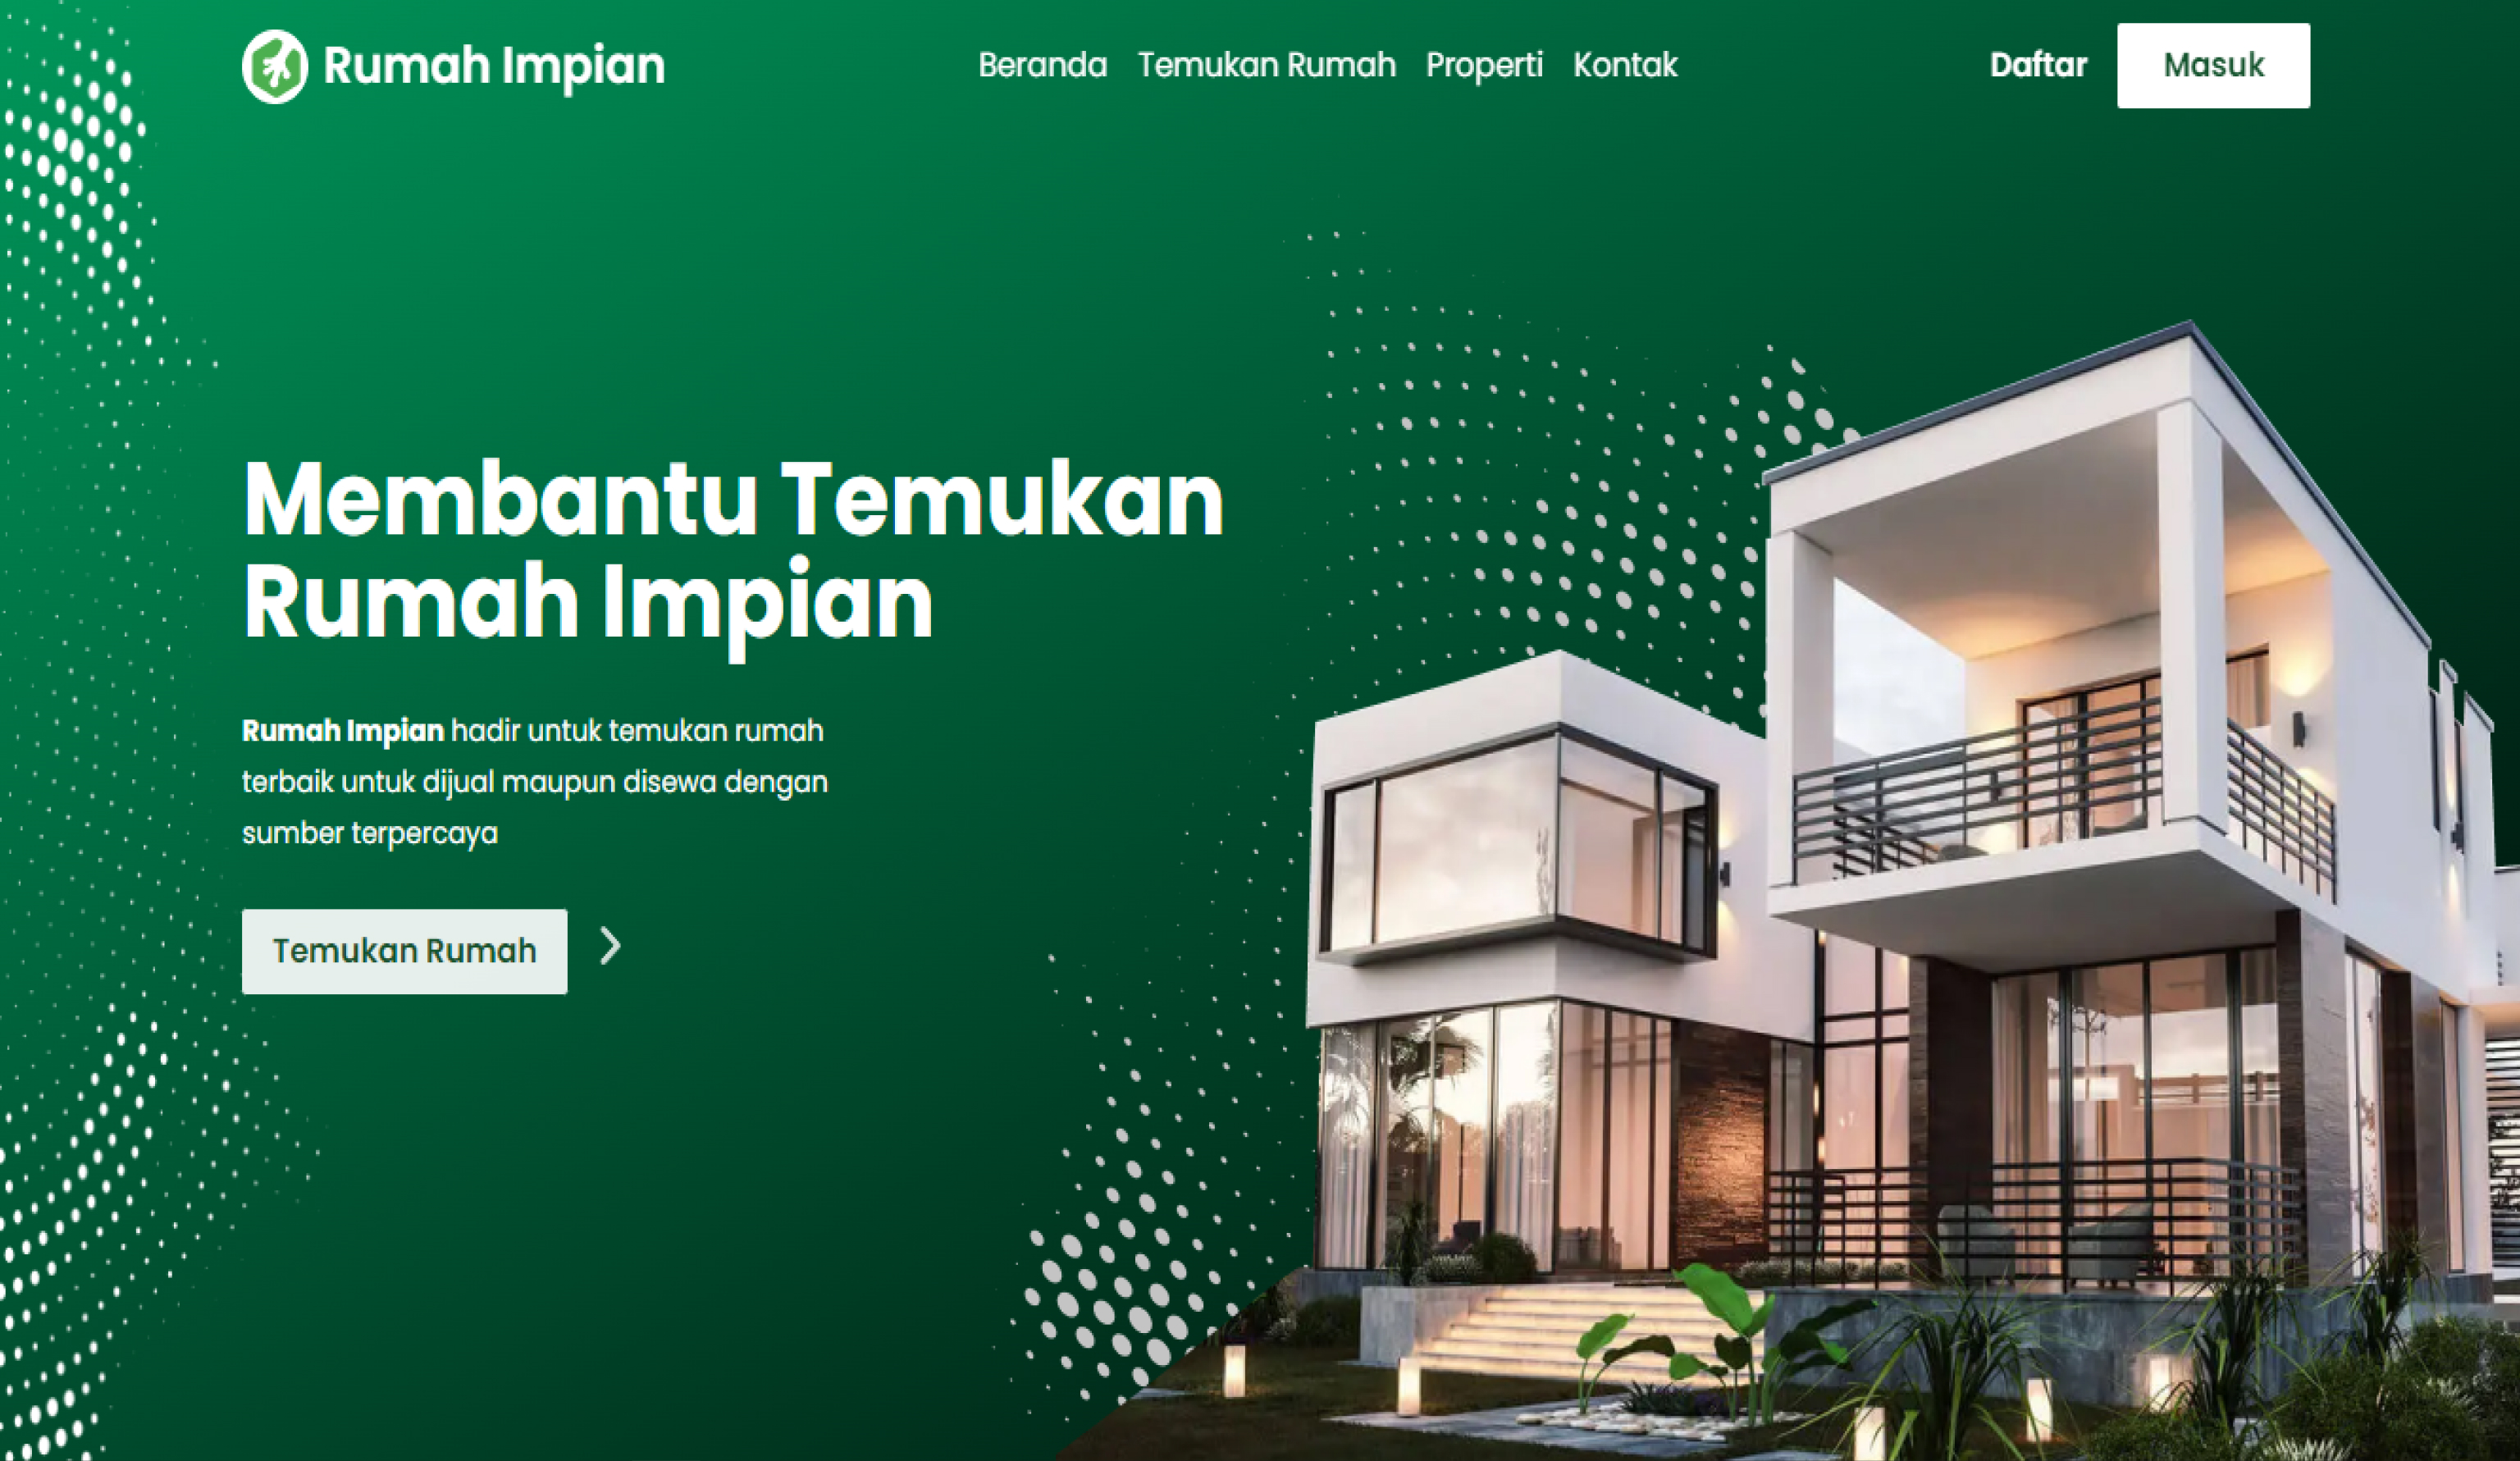 Rumah Impian
Beranda Temukan Rumah Properti Kontak
Daftar Masuk
Membantu Temukan
Rumah Impian
Rumah Impian hadir untuk temukan rumah
terbaik untuk dijual maupun disewa dengan
sumber terpercaya
Temukan Rumah